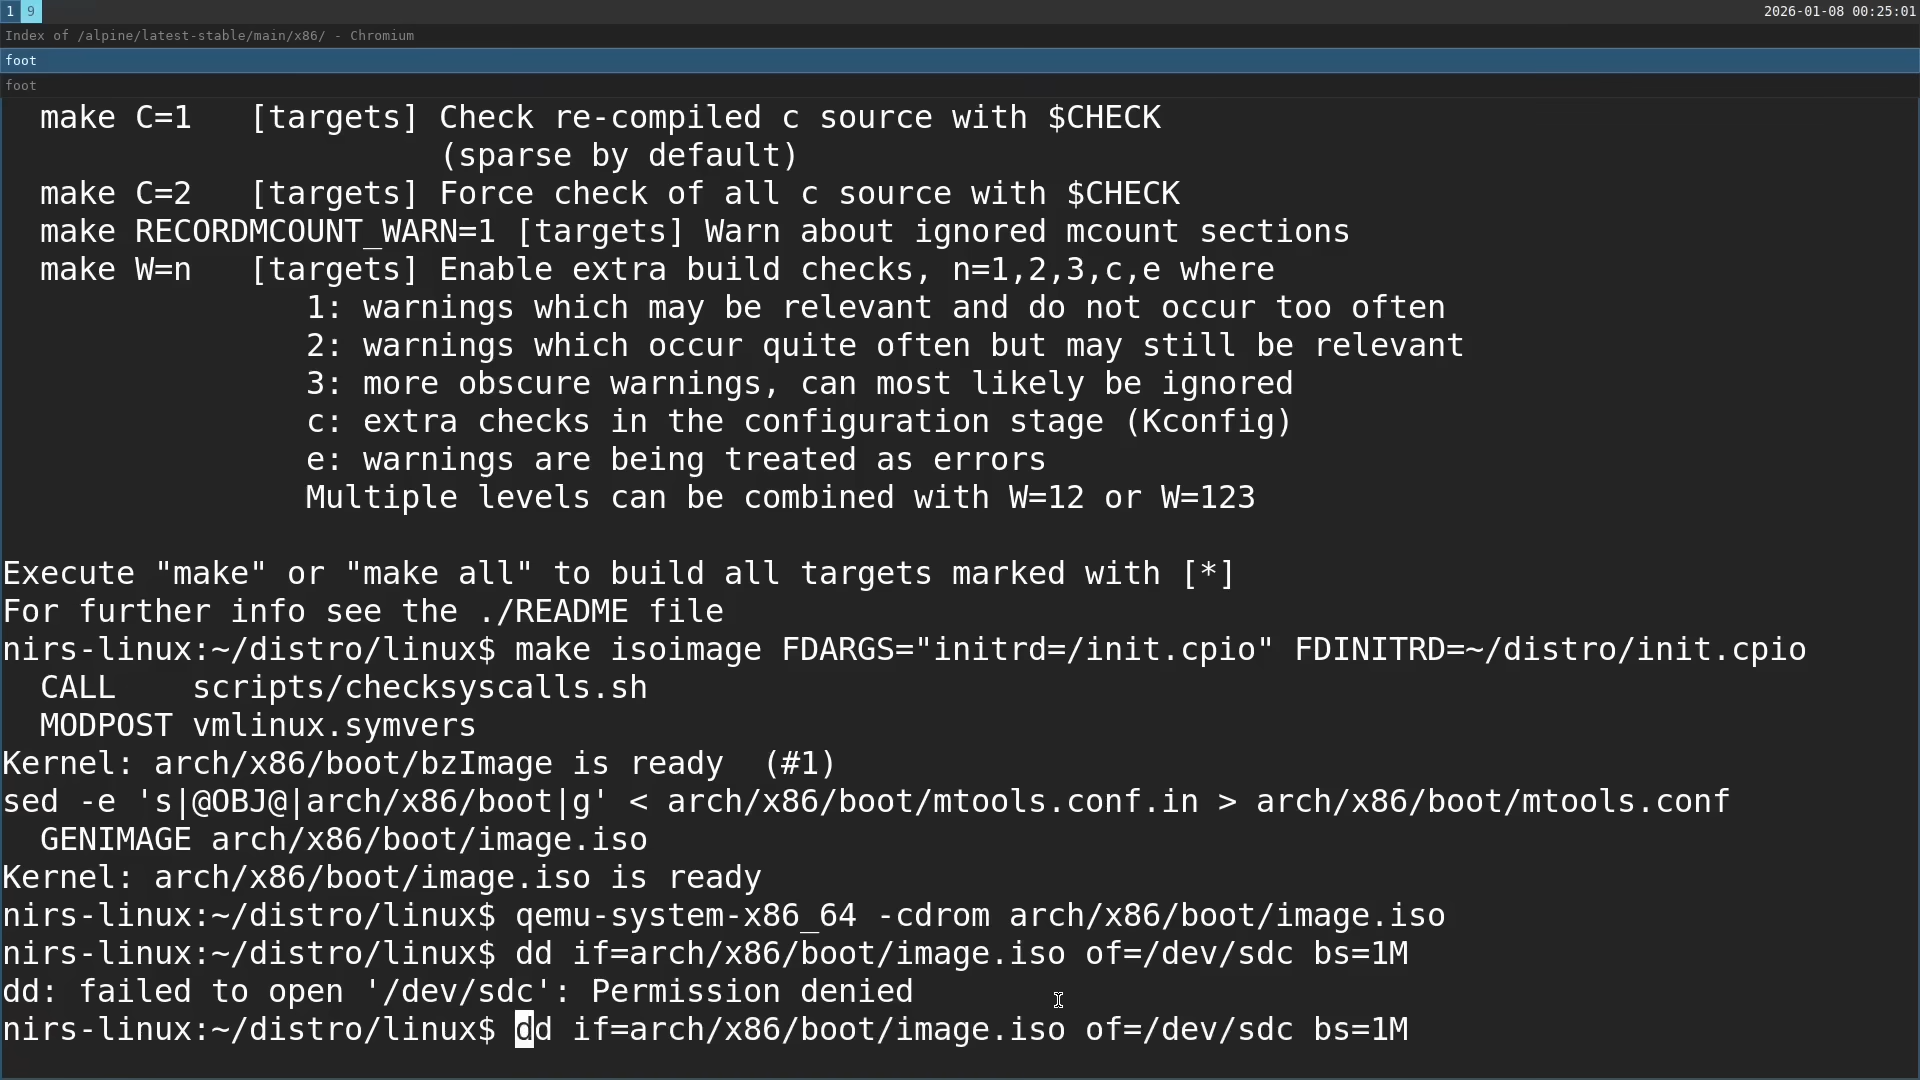 1 9 2026-01-08 00:25:01
Index of /alpine/latest-stable/main/x86/ - Chromium
foot
foot
make C=1   [targets] Check re-compiled c source with $CHECK
(sparse by default)
make C=2   [targets] Force check of all c source with $CHECK
make RECORDMCOUNT_WARN=1 [targets] Warn about ignored mcount sections
make W=n   [targets] Enable extra build checks, n=1,2,3,c,e where
1: warnings which may be relevant and do not occur too often
2: warnings which occur quite often but may still be relevant
3: more obscure warnings, can most likely be ignored
c: extra checks in the configuration stage (Kconfig)
e: warnings are being treated as errors
Multiple levels can be combined with W=12 or W=123
Execute "make" or "make all" to build all targets marked with [*]
For further info see the ./README file
nirs-linux:~/distro/linux$ make isoimage FDARGS="initrd=/init.cpio" FDINITRD=~/distro/init.cpio
CALL    scripts/checksyscalls.sh
MODPOST vmlinux.symvers
Kernel: arch/x86/boot/bzImage is ready  (#1)
sed -e 's|@OBJ@|arch/x86/boot|g' < arch/x86/boot/mtools.conf.in > arch/x86/boot/mtools.conf
GENIMAGE arch/x86/boot/image.iso
Kernel: arch/x86/boot/image.iso is ready
nirs-linux:~/distro/linux$ qemu-system-x86_64 -cdrom arch/x86/boot/image.iso
nirs-linux:~/distro/linux$ dd if=arch/x86/boot/image.iso of=/dev/sdc bs=1M
dd: failed to open '/dev/sdc': Permission denied
nirs-linux:~/distro/linux$ dd if=arch/x86/boot/image.iso of=/dev/sdc bs=1M